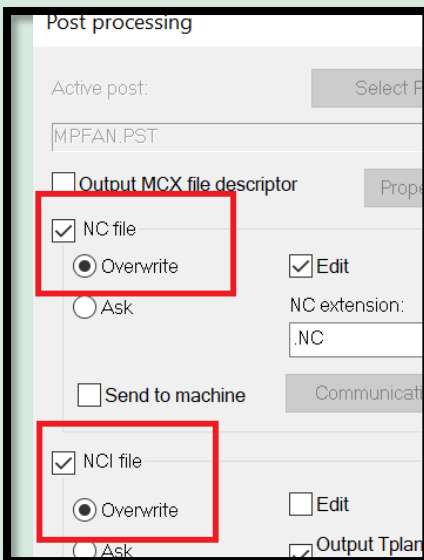 Post processing
Active post:
Select P
MPFAN.PST
Output MCX file descriptor
Prope
NC file
Overwrite
Edit
Ask
NC extension:
.NC
Send to machine
Communicati
NCI file
Overwrite
Edit
Ask
Output Tplan